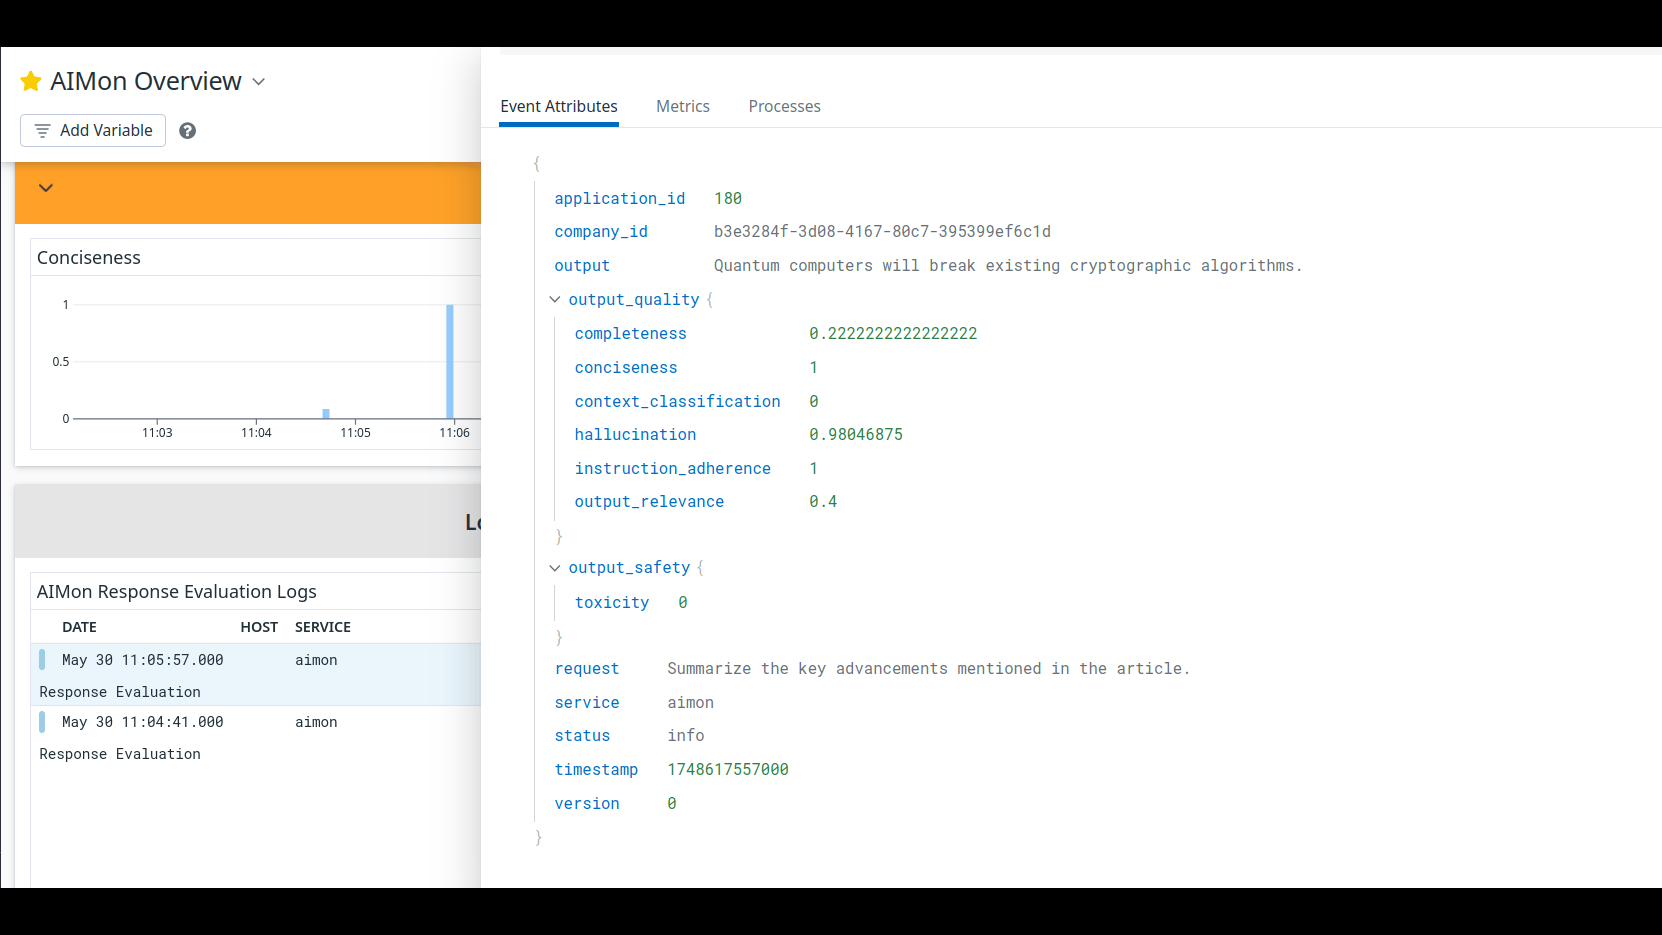 AIMon Overview
Add Variable
Conciseness
1
0.5
0
11:03 11:04 11:05 11:06
AIMon Response Evaluation Logs
DATE HOST SERVICE
May 30 11:05:57.000 aimon
Response Evaluation
May 30 11:04:41.000 aimon
Response Evaluation
Event Attributes Metrics Processes
{
application_id 180
company_id b3e3284f-3d08-4167-80c7-395399ef6c1d
output Quantum computers will break existing cryptographic algorithms.
output_quality {
completeness 0.2222222222222222
conciseness 1
context_classification 0
hallucination 0.98046875
instruction_adherence 1
output_relevance 0.4
}
output_safety {
toxicity 0
}
request Summarize the key advancements mentioned in the article.
service aimon
status info
timestamp 1748617557000
version 0
}